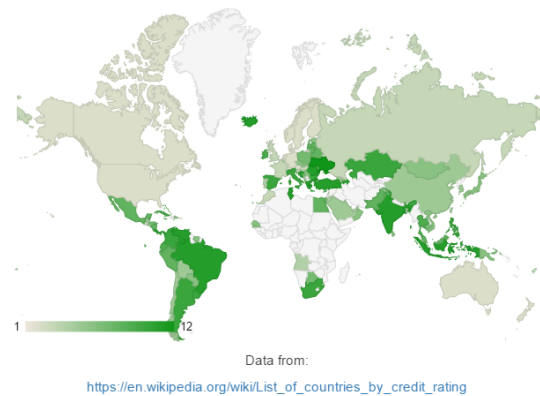 1 12
Data from:
https://en.wikipedia.org/wiki/List_of_countries_by_credit_rating